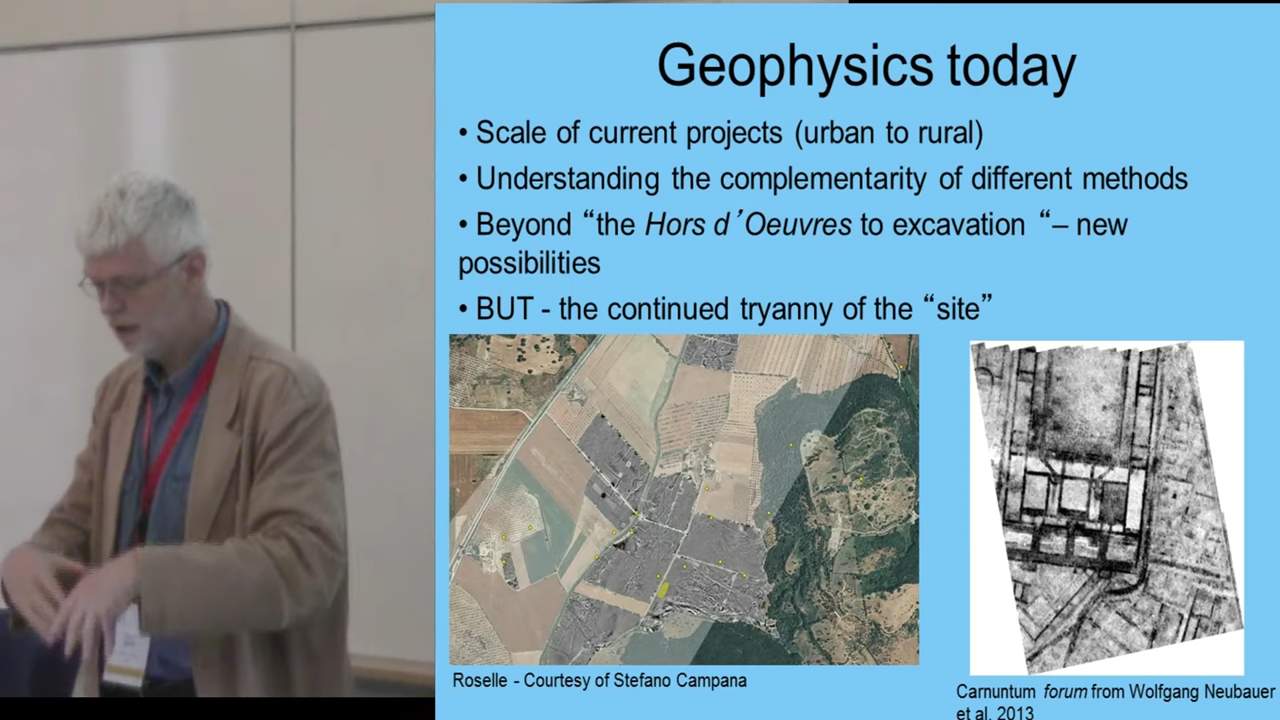 Geophysics today
• Scale of current projects (urban to rural)
• Understanding the complementarity of different methods
• Beyond “the Hors d’Oeuvres to excavation “– new
possibilities
• BUT - the continued tryanny of the “site”
Roselle - Courtesy of Stefano Campana
Carnuntum forum from Wolfgang Neubauer
et al. 2013